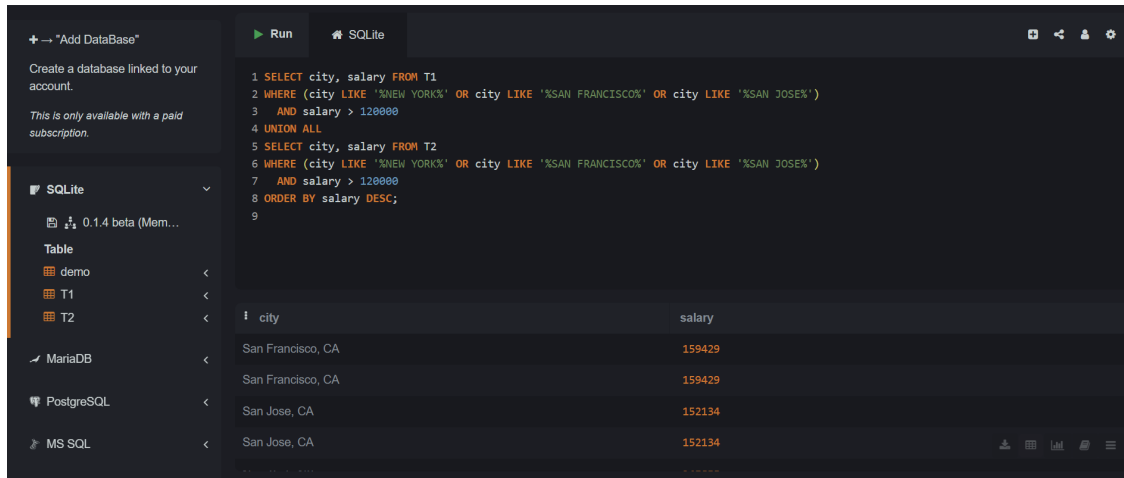 ✚ → "Add DataBase"
Create a database linked to your
account.
This is only available with a paid
subscription.
SQLite
0.1.4 beta (Mem…
Table
demo
T1
T2
MariaDB
PostgreSQL
MS SQL
Run
SQLite
1 SELECT city, salary FROM T1
2 WHERE (city LIKE '%NEW YORK%' OR city LIKE '%SAN FRANCISCO%' OR city LIKE '%SAN JOSE%')
3   AND salary > 120000
4 UNION ALL
5 SELECT city, salary FROM T2
6 WHERE (city LIKE '%NEW YORK%' OR city LIKE '%SAN FRANCISCO%' OR city LIKE '%SAN JOSE%')
7   AND salary > 120000
8 ORDER BY salary DESC;
9
city salary
San Francisco, CA 159429
San Francisco, CA 159429
San Jose, CA 152134
San Jose, CA 152134